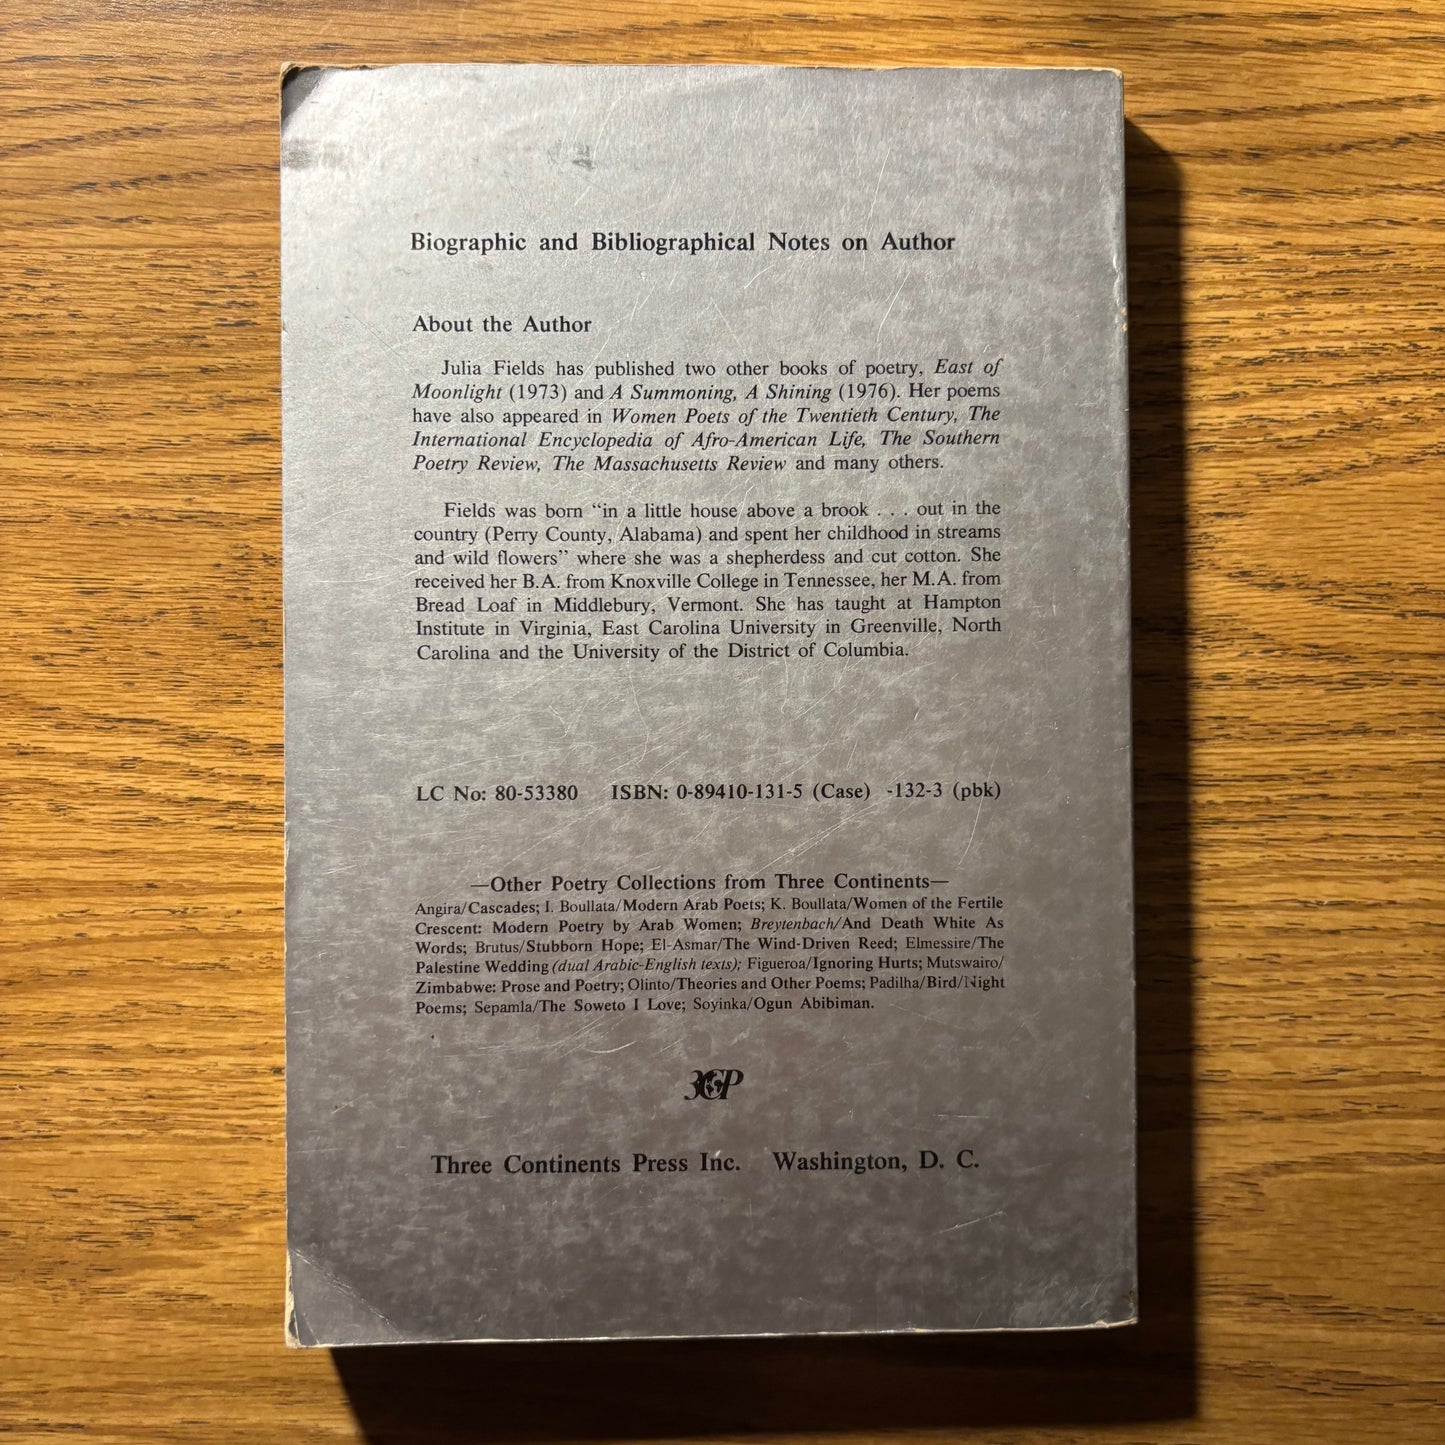 Biographic and Bibliographical Notes on Author
About the Author
Julia Fields has published two other books of poetry, East of
Moonlight (1973) and A Summoning, A Shining (1976). Her poems
have also appeared in Women Poets of the Twentieth Century, The
International Encyclopedia of Afro-American Life, The Southern
Poetry Review, The Massachusetts Review and many others.
Fields was born “in a little house above a brook . . . out in the
country (Perry County, Alabama) and spent her childhood in streams
and wild flowers” where she was a shepherdess and cut cotton. She
received her B.A. from Knoxville College in Tennessee, her M.A. from
Bread Loaf in Middlebury, Vermont. She has taught at Hampton
Institute in Virginia, East Carolina University in Greenville, North
Carolina and the University of the District of Columbia.
LC No: 80-53380 ISBN: 0-89410-131-5 (Case) -132-3 (pbk)
—Other Poetry Collections from Three Continents—
Angira/Cascades; I. Boullata/Modern Arab Poets; K. Boullata/Women of the Fertile
Crescent: Modern Poetry by Arab Women; Breytenbach/And Death White As
Words; Brutus/Stubborn Hope; El-Asmar/The Wind-Driven Reed; Elmessire/The
Palestine Wedding (dual Arabic-English texts); Figueroa/Ignoring Hurts; Mutswairo/
Zimbabwe: Prose and Poetry; Olinto/Theories and Other Poems; Padilha/Bird/Night
Poems; Sepamla/The Soweto I Love; Soyinka/Ogun Abibiman.
3CP
Three Continents Press Inc. Washington, D. C.